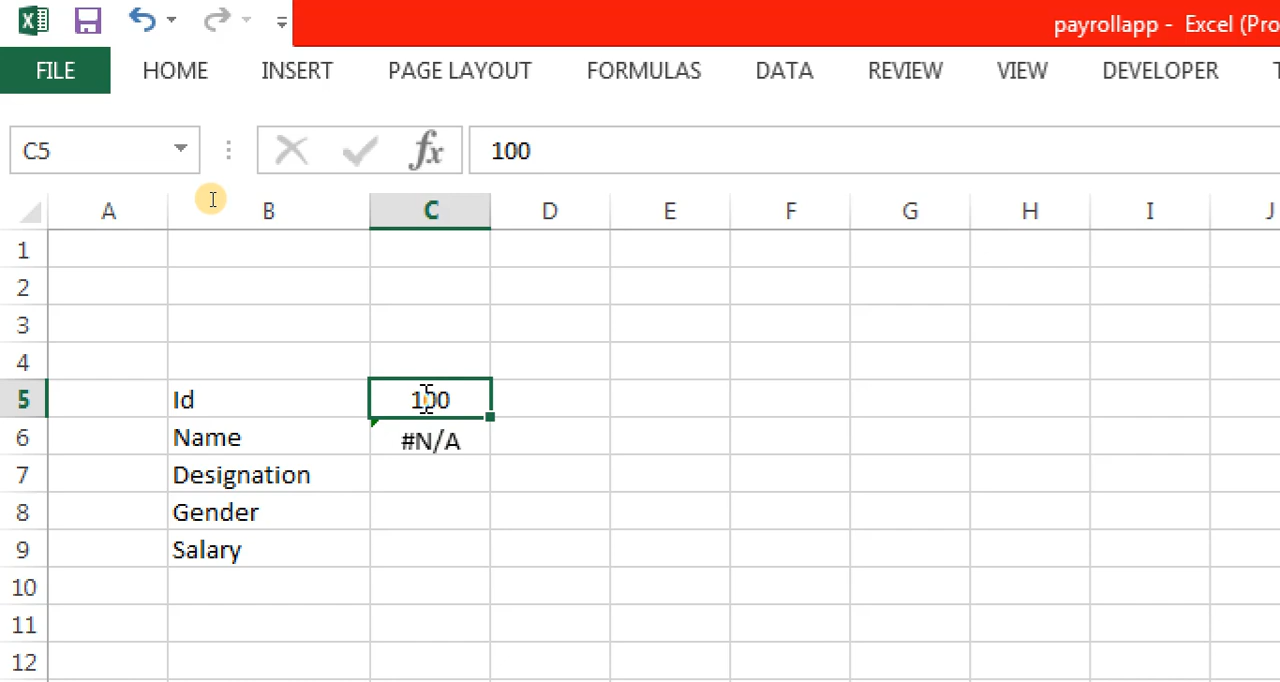 payrollapp - Excel (Pro
FILE HOME INSERT PAGE LAYOUT FORMULAS DATA REVIEW VIEW DEVELOPER T
C5 fx 100
A B C D E F G H I J
1
2
3
4
5 Id 100
6 Name #N/A
7 Designation
8 Gender
9 Salary
10
11
12